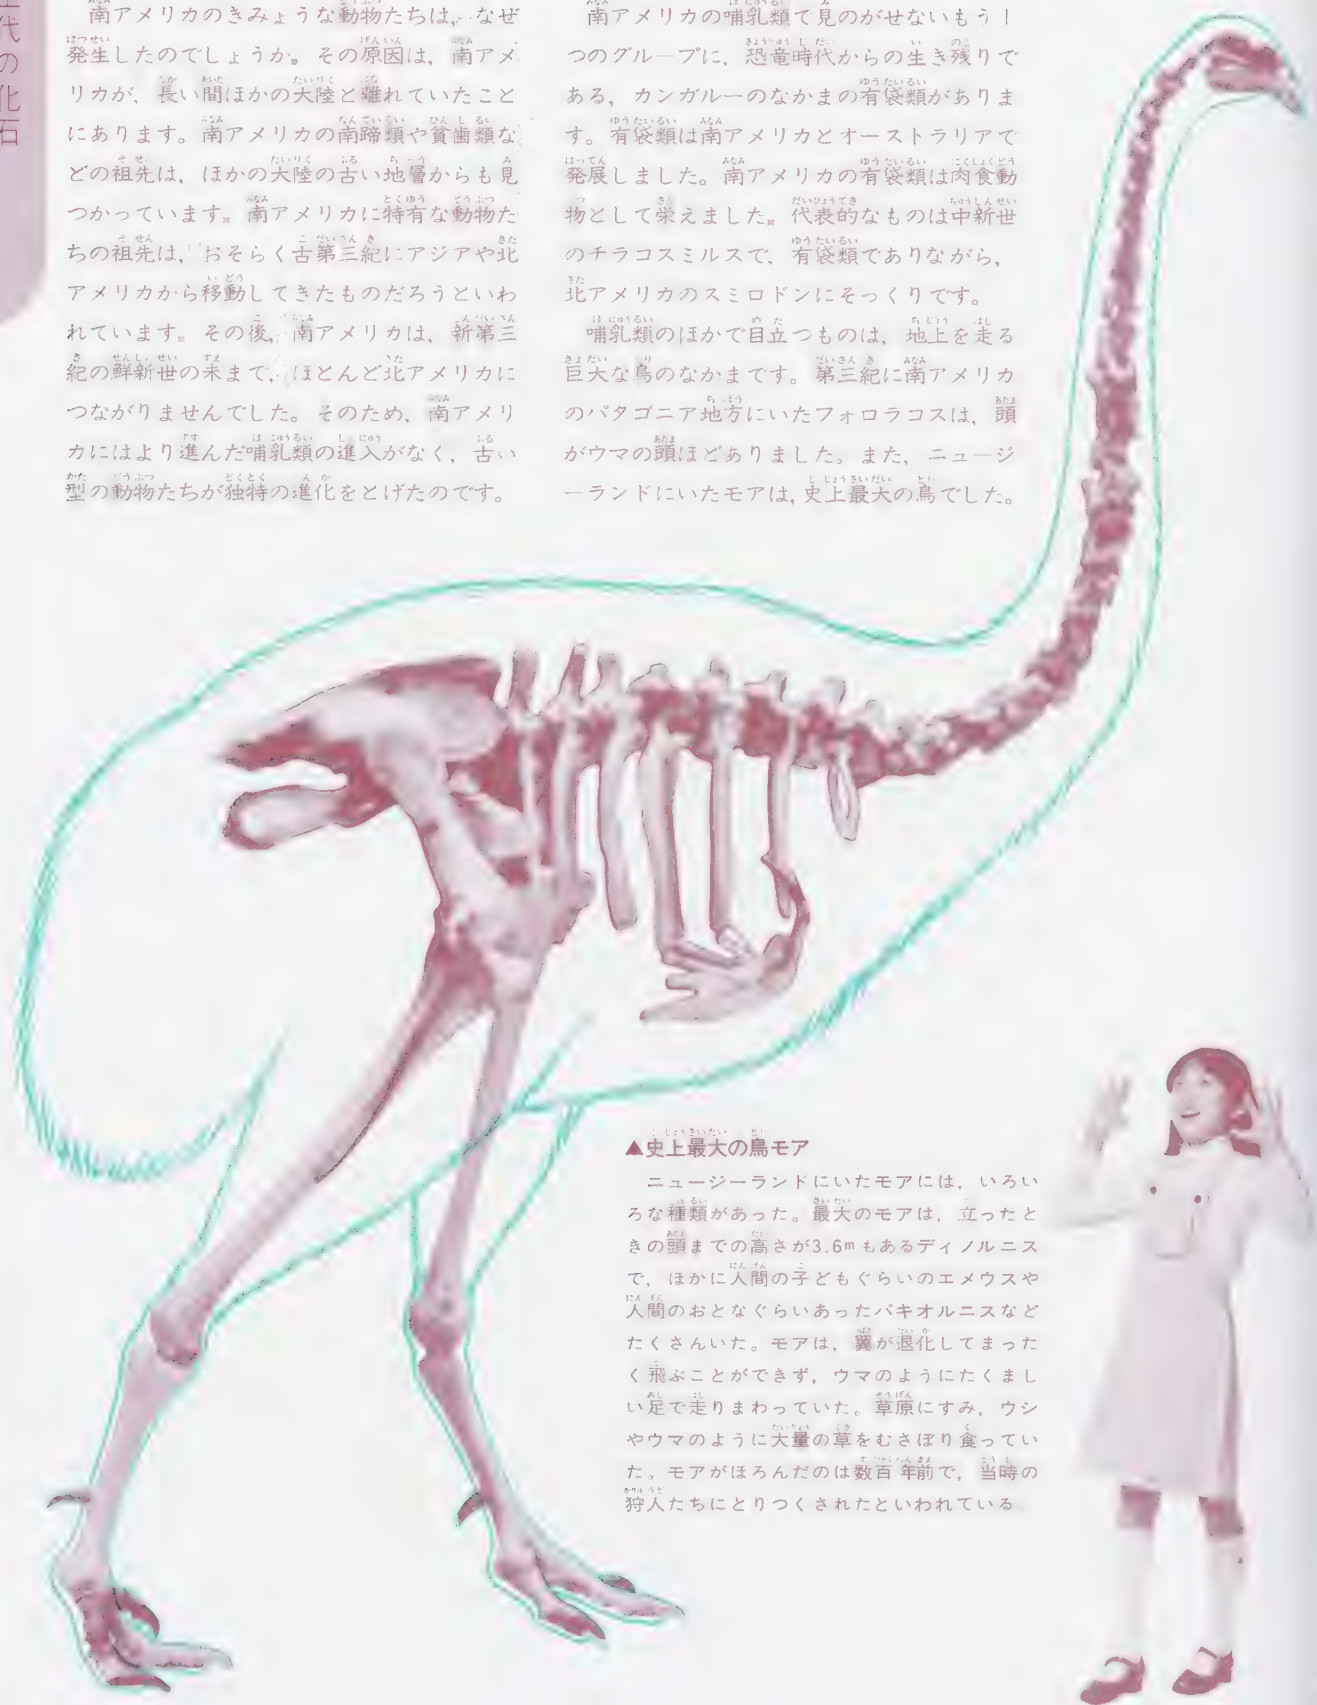 生代の化石
南アメリカのきみょうな動物たちは，なぜ
発生したのでしょうか。その原因は，南アメ
リカが，長い間ほかの大陸と離れていたこと
にあります。南アメリカの南蹄類や貧歯類な
どの祖先は，ほかの大陸の古い地層からも見
つかっています。南アメリカに特有な動物た
ちの祖先は，おそらく古第三紀にアジアや北
アメリカから移動してきたものだろうといわ
れています。その後，南アメリカは，新第三
紀の鮮新世の末まで，ほとんど北アメリカに
つながりませんでした。そのため，南アメリ
カにはより進んだ哺乳類の進入がなく，古い
型の動物たちが独特の進化をとげたのです。
南アメリカの哺乳類で見のがせないもう1
つのグループに，恐竜時代からの生き残りで
ある，カンガルーのなかまの有袋類がありま
す。有袋類は南アメリカとオーストラリアで
発展しました。南アメリカの有袋類は肉食動
物として栄えました。代表的なものは中新世
のチラコスミルスで，有袋類でありながら，
北アメリカのスミロドンにそっくりです。
哺乳類のほかで目立つものは，地上を走る
巨大な鳥のなかまです。第三紀に南アメリカ
のパタゴニア地方にいたフォロラコスは，頭
がウマの頭ほどありました。また，ニュージ
ーランドにいたモアは，史上最大の鳥でした。
▲史上最大の鳥モア
ニュージーランドにいたモアには，いろい
ろな種類があった。最大のモアは，立ったと
きの頭までの高さが3.6mもあるディノルニス
で，ほかに人間の子どもぐらいのエメウスや
人間のおとなぐらいあったパキオルニスなど
たくさんいた。モアは，翼が退化してまった
く飛ぶことができず，ウマのようにたくまし
い足で走りまわっていた。草原にすみ，ウシ
やウマのように大量の草をむさぼり食ってい
た。モアがほろんだのは数百年前で，当時の
狩人たちにとりつくされたといわれている。